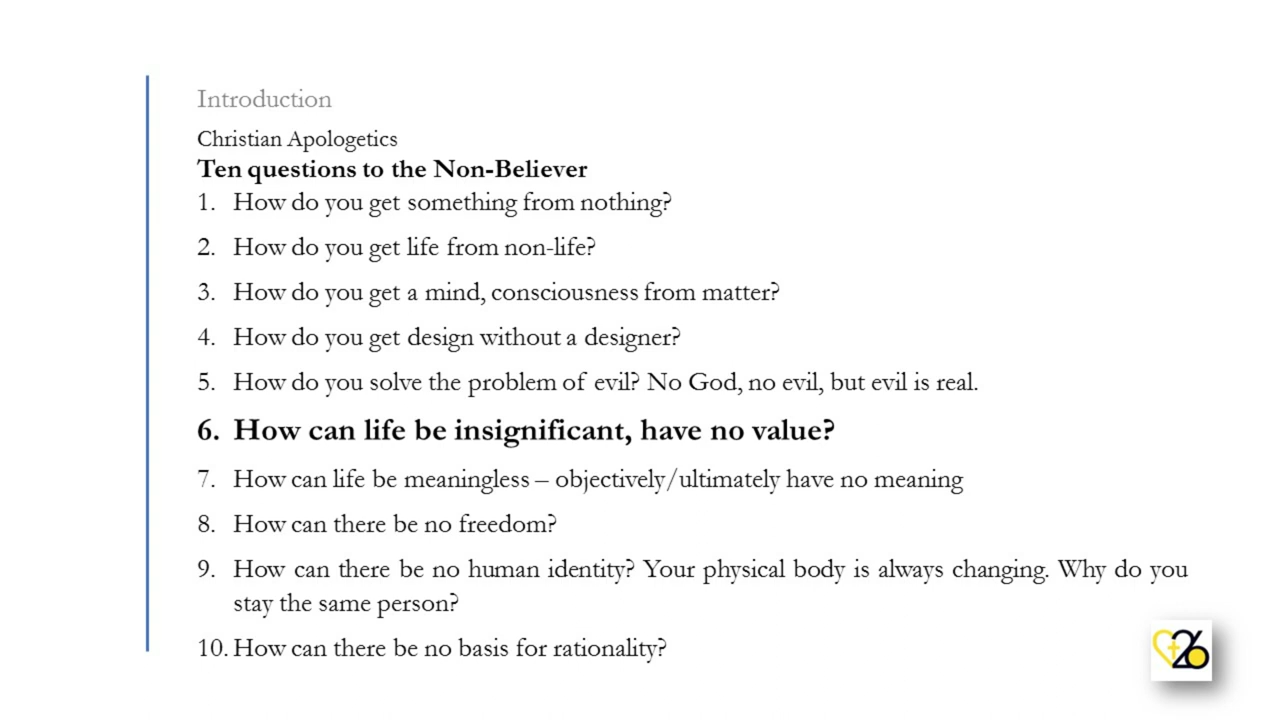 Introduction
Christian Apologetics
Ten questions to the Non-Believer
1. How do you get something from nothing?
2. How do you get life from non-life?
3. How do you get a mind, consciousness from matter?
4. How do you get design without a designer?
5. How do you solve the problem of evil? No God, no evil, but evil is real.
6. How can life be insignificant, have no value?
7. How can life be meaningless – objectively/ultimately have no meaning
8. How can there be no freedom?
9. How can there be no human identity? Your physical body is always changing. Why do you
stay the same person?
10. How can there be no basis for rationality?
26